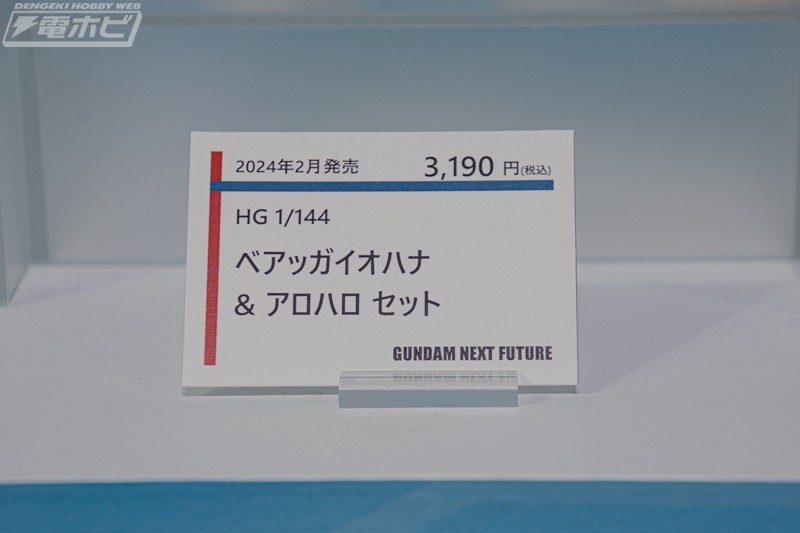 DENGEKI HOBBY WEB
電ホビ
2024年2月発売 3,190 円(税込)
HG 1/144
ベアッガイオハナ
& アロハロ セット
GUNDAM NEXT FUTURE